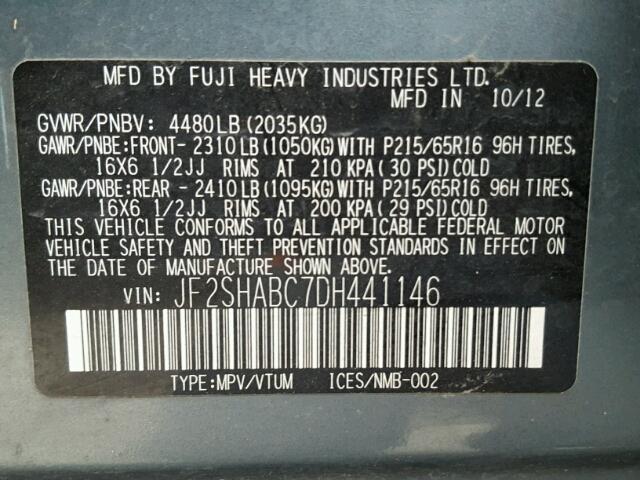 MFD BY FUJI HEAVY INDUSTRIES LTD.
MFD IN 10/12
GVWR/PNBV: 4480LB(2035KG)
GAWR/PNBE:FRONT- 2310LB(1050KG)WITH P215/65R16 96H TIRES,
16X6 1/2JJ RIMS AT 210 KPA(30 PSI)COLD
GAWR/PNBE:REAR - 2410LB(1095KG)WITH P215/65R16 96H TIRES,
16X6 1/2JJ RIMS AT 200 KPA(29 PSI)COLD
THIS VEHICLE CONFORMS TO ALL APPLICABLE FEDERAL MOTOR
VEHICLE SAFETY AND THEFT PREVENTION STANDARDS IN EFFECT ON
THE DATE OF MANUFACTURE SHOWN ABOVE.
VIN: JF2SHABC7DH441146
TYPE:MPV/VTUM ICES/NMB-002